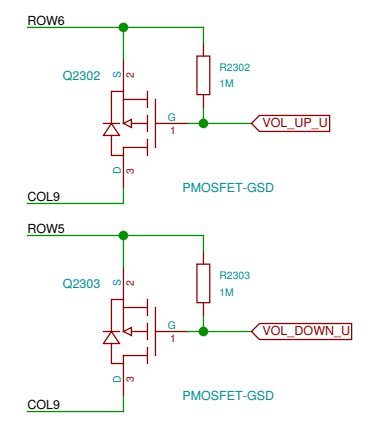 ROW6
Q2302
S
2
R2302
1M
G
1
VOL_UP_U
D
3
PMOSFET-GSD
COL9
ROW5
Q2303
S
2
R2303
1M
G
1
VOL_DOWN_U
D
3
PMOSFET-GSD
COL9